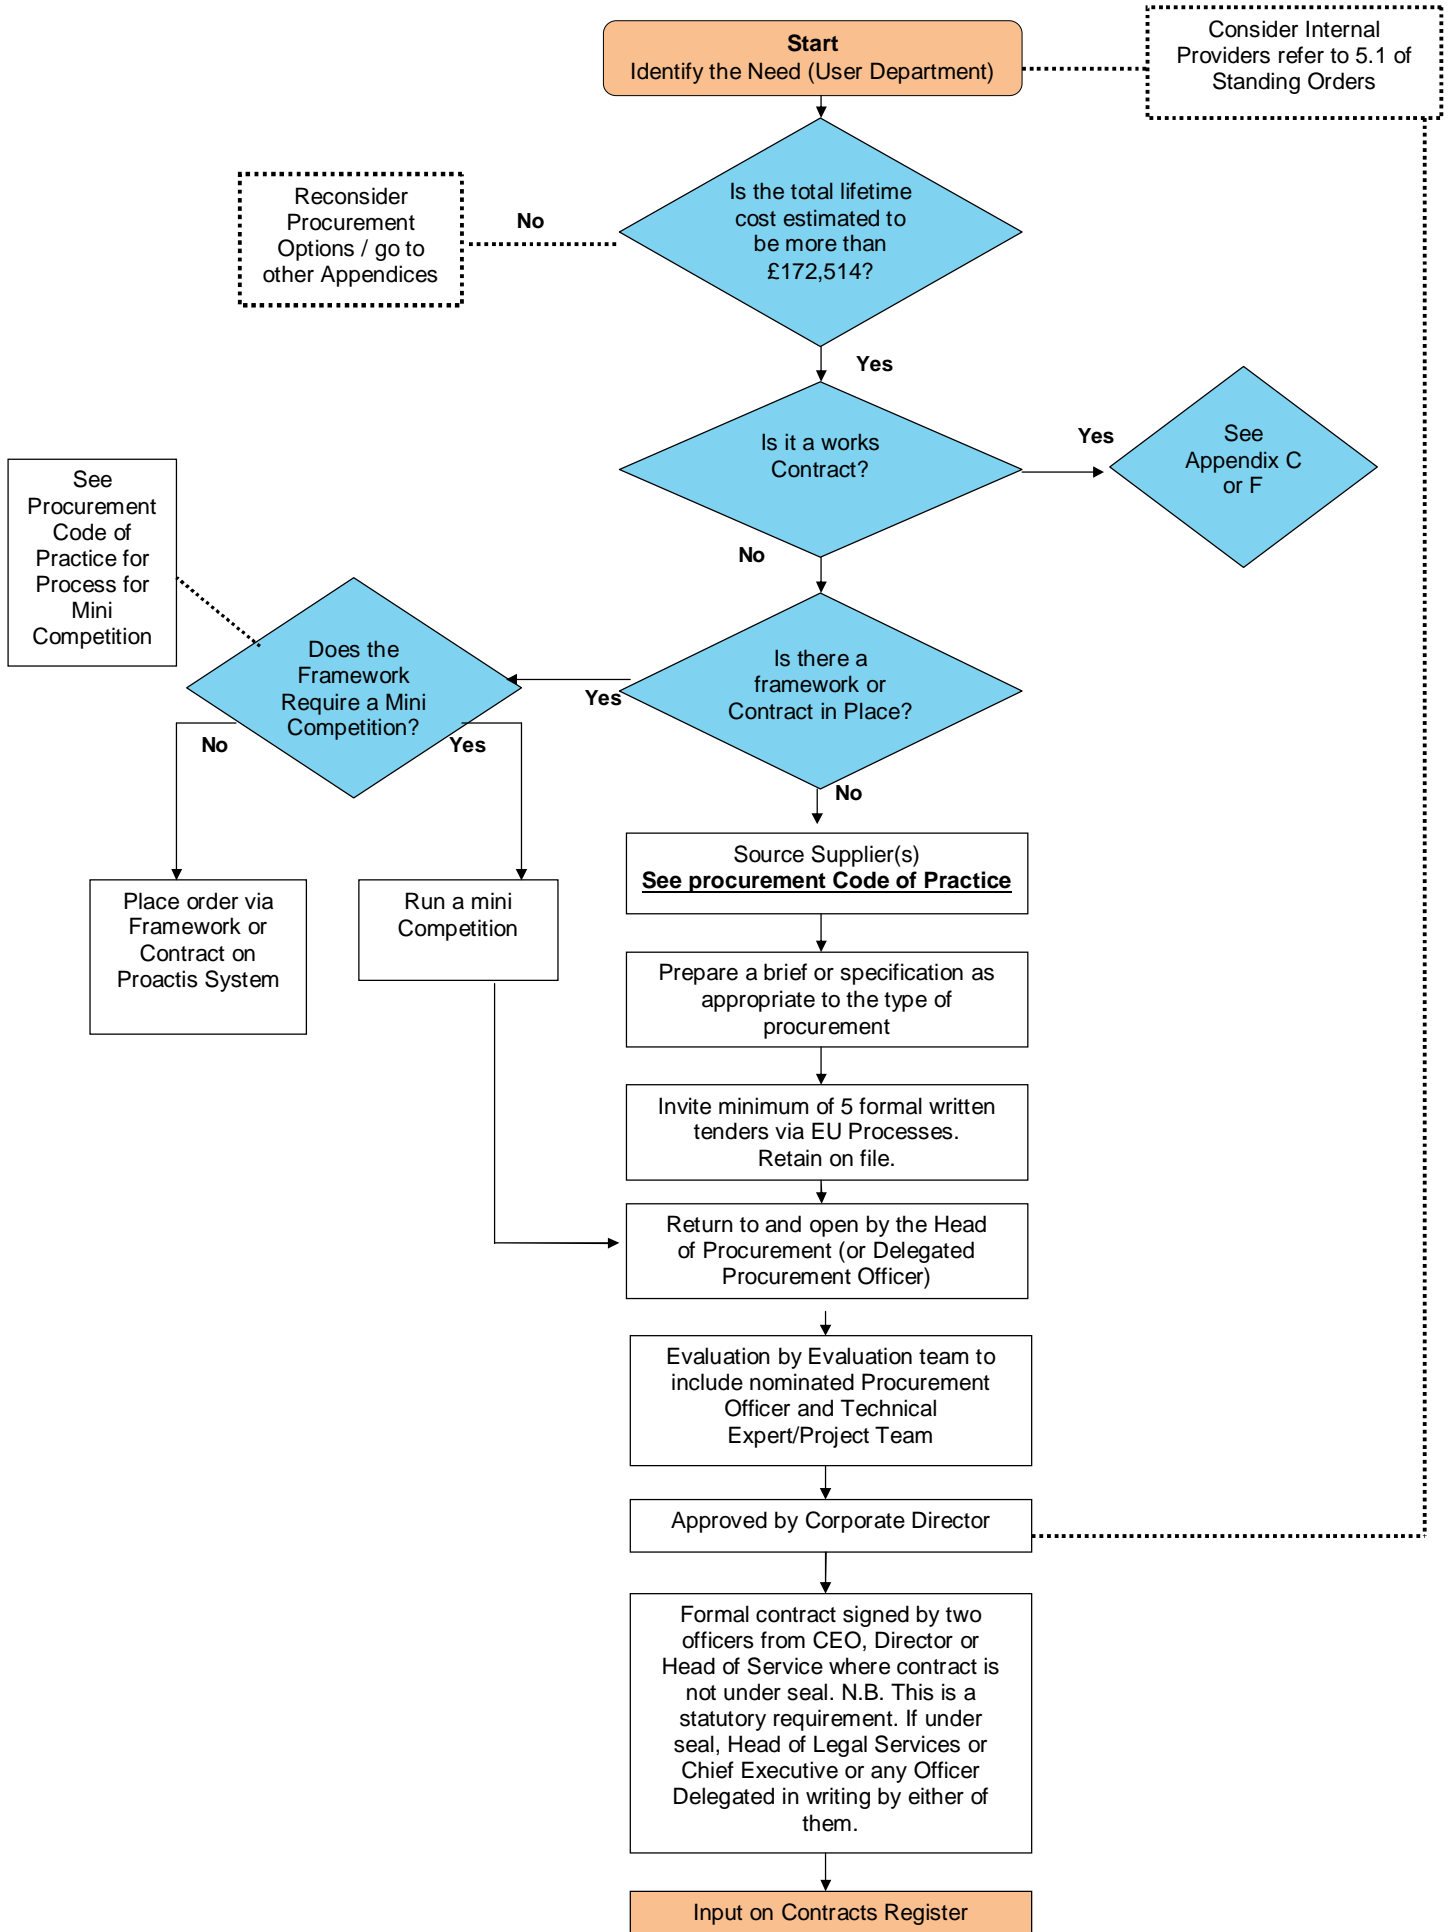 Start
Identify the Need (User Department)
Consider Internal
Providers refer to 5.1 of
Standing Orders
Is the total lifetime
cost estimated to
be more than
£172,514?
No
Reconsider
Procurement
Options / go to
other Appendices
Yes
Is it a works
Contract?
Yes
See
Appendix C
or F
No
See
Procurement
Code of
Practice for
Process for
Mini
Competition
Is there a
framework or
Contract in Place?
Yes
Does the
Framework
Require a Mini
Competition?
No
Yes
No
Place order via
Framework or
Contract on
Proactis System
Run a mini
Competition
Source Supplier(s)
See procurement Code of Practice
Prepare a brief or specification as
appropriate to the type of
procurement
Invite minimum of 5 formal written
tenders via EU Processes.
Retain on file.
Return to and open by the Head
of Procurement (or Delegated
Procurement Officer)
Evaluation by Evaluation team to
include nominated Procurement
Officer and Technical
Expert/Project Team
Approved by Corporate Director
Formal contract signed by two
officers from CEO, Director or
Head of Service where contract is
not under seal. N.B. This is a
statutory requirement. If under
seal, Head of Legal Services or
Chief Executive or any Officer
Delegated in writing by either of
them.
Input on Contracts Register